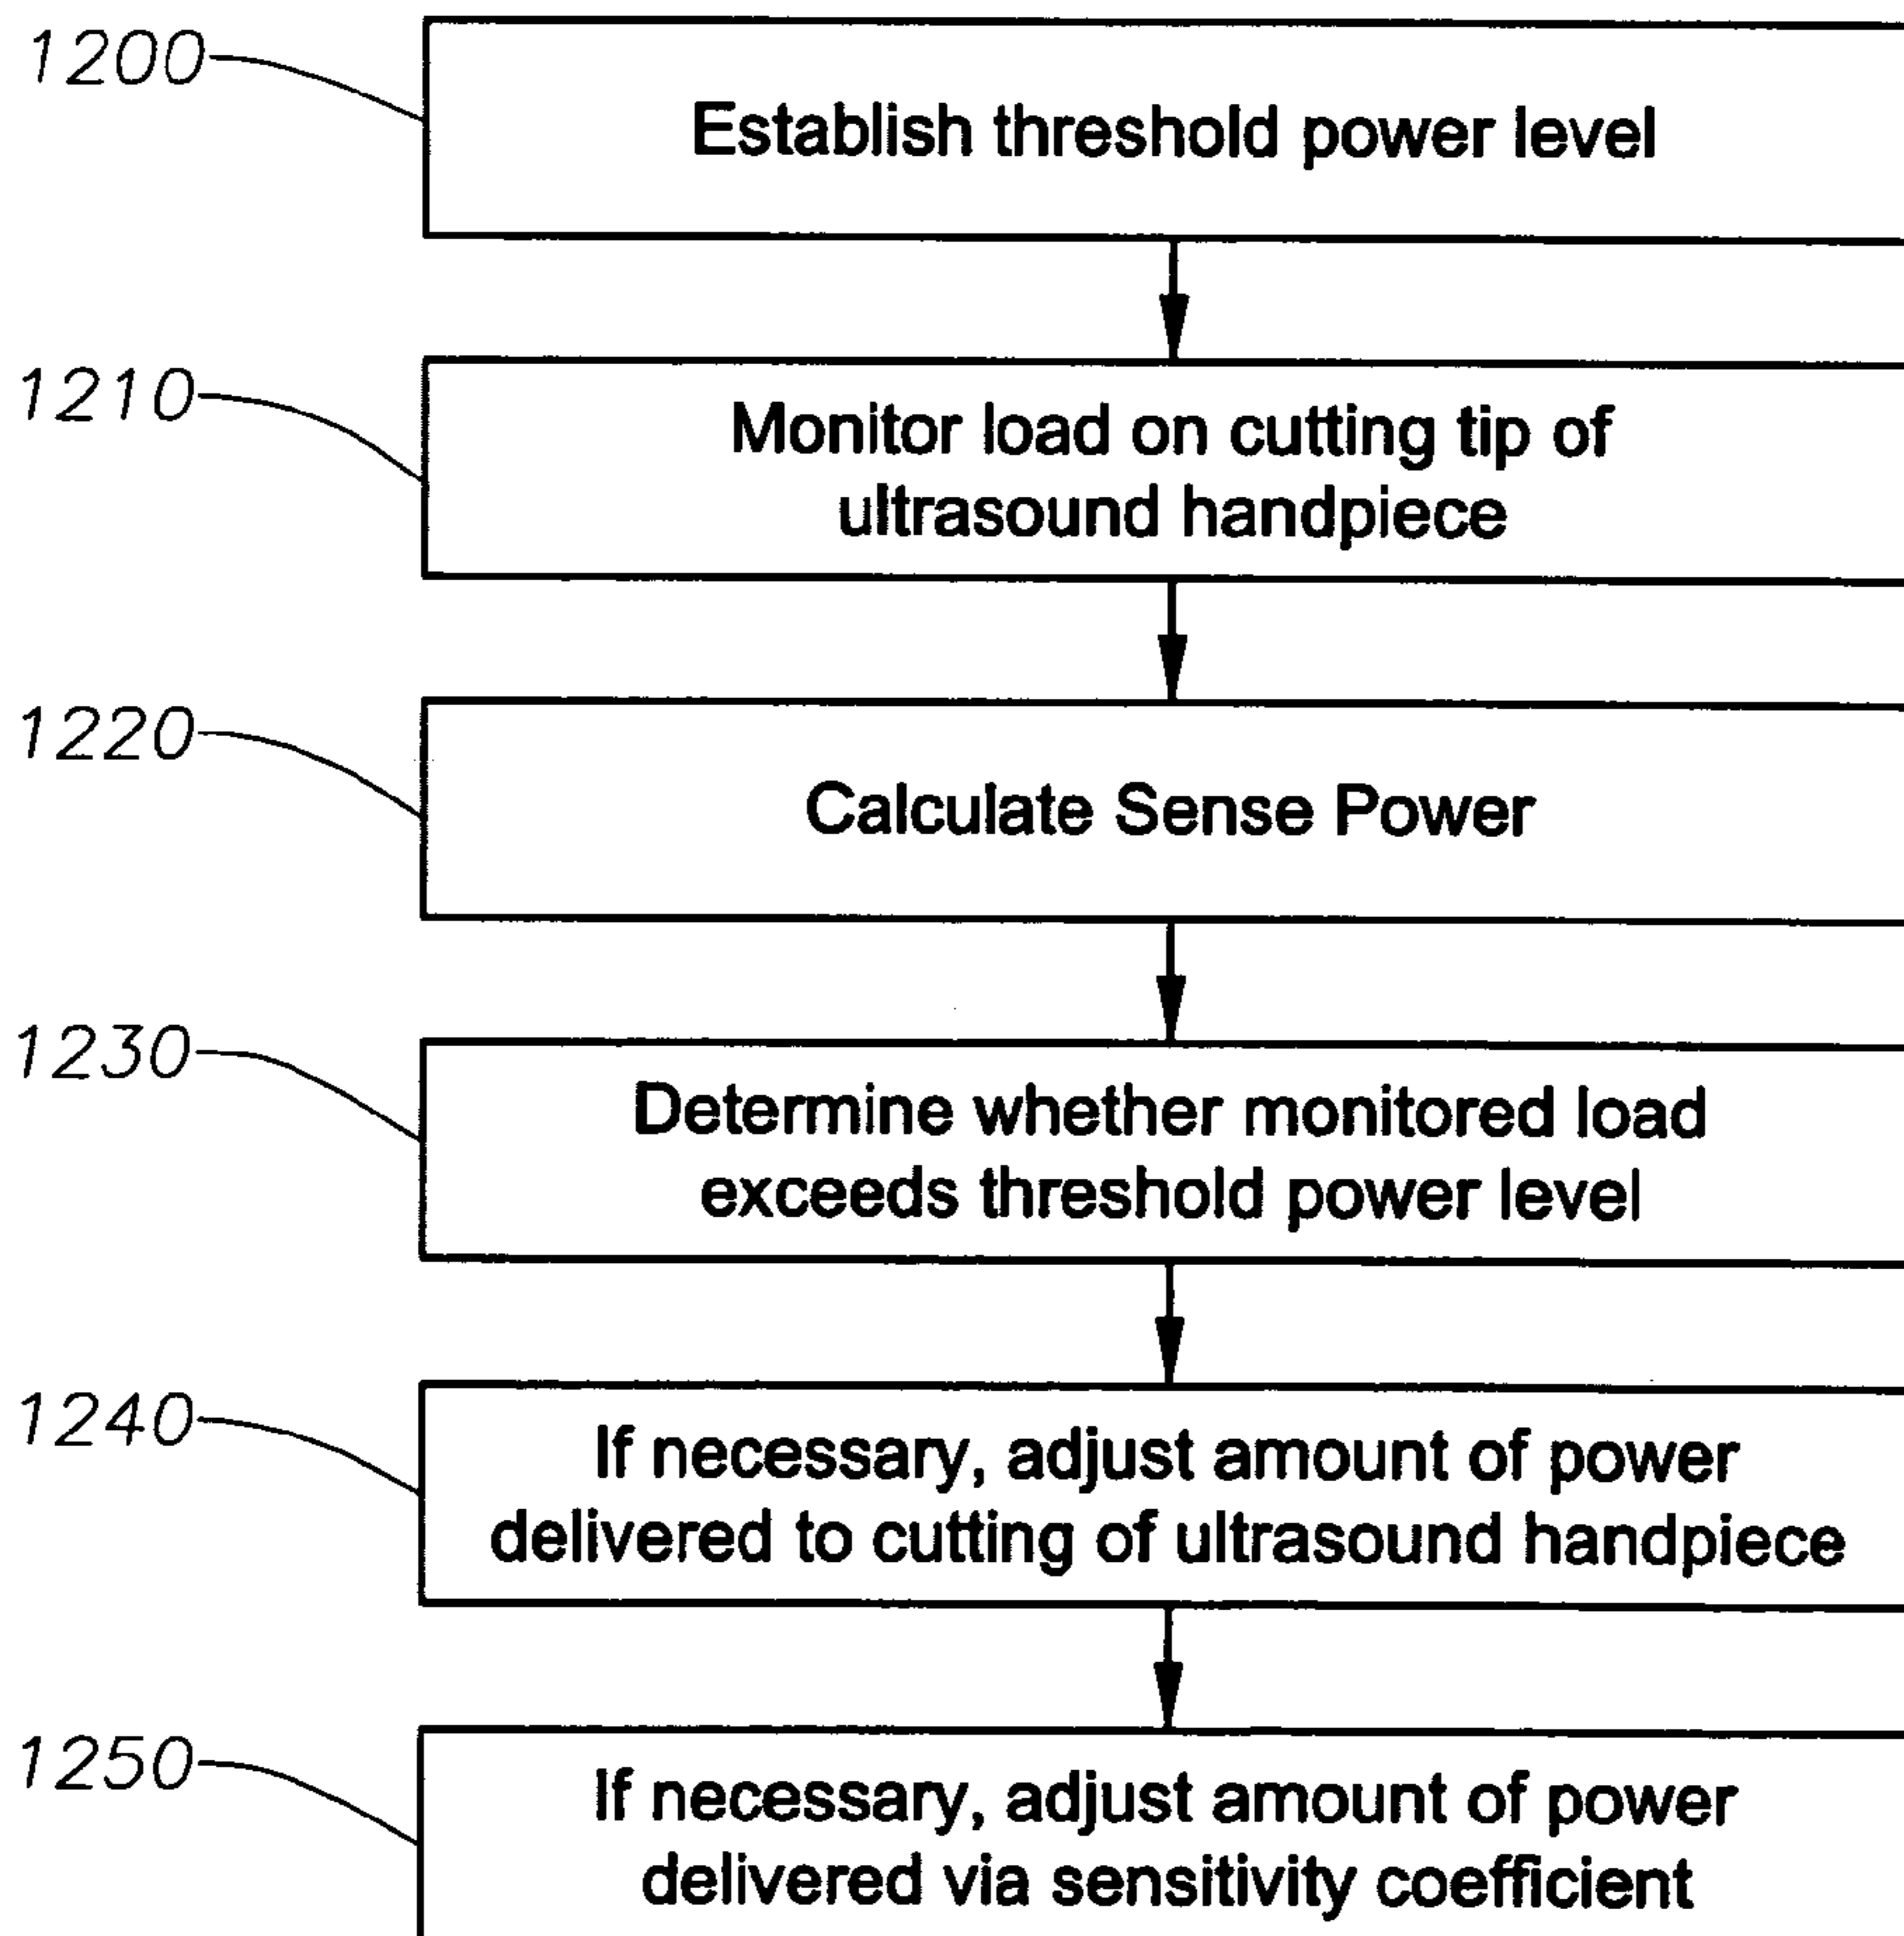 1200
Establish threshold power level
1210
Monitor load on cutting tip of
ultrasound handpiece
1220
Calculate Sense Power
1230
Determine whether monitored load
exceeds threshold power level
1240
If necessary, adjust amount of power
delivered to cutting of ultrasound handpiece
1250
If necessary, adjust amount of power
delivered via sensitivity coefficient